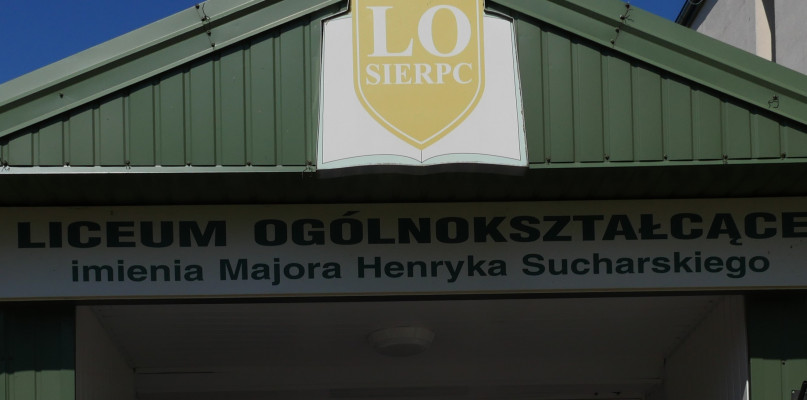 LO
SIERPC
LICEUM OGÓLNOKSZTAŁCĄCE
imienia Majora Henryka Sucharskiego